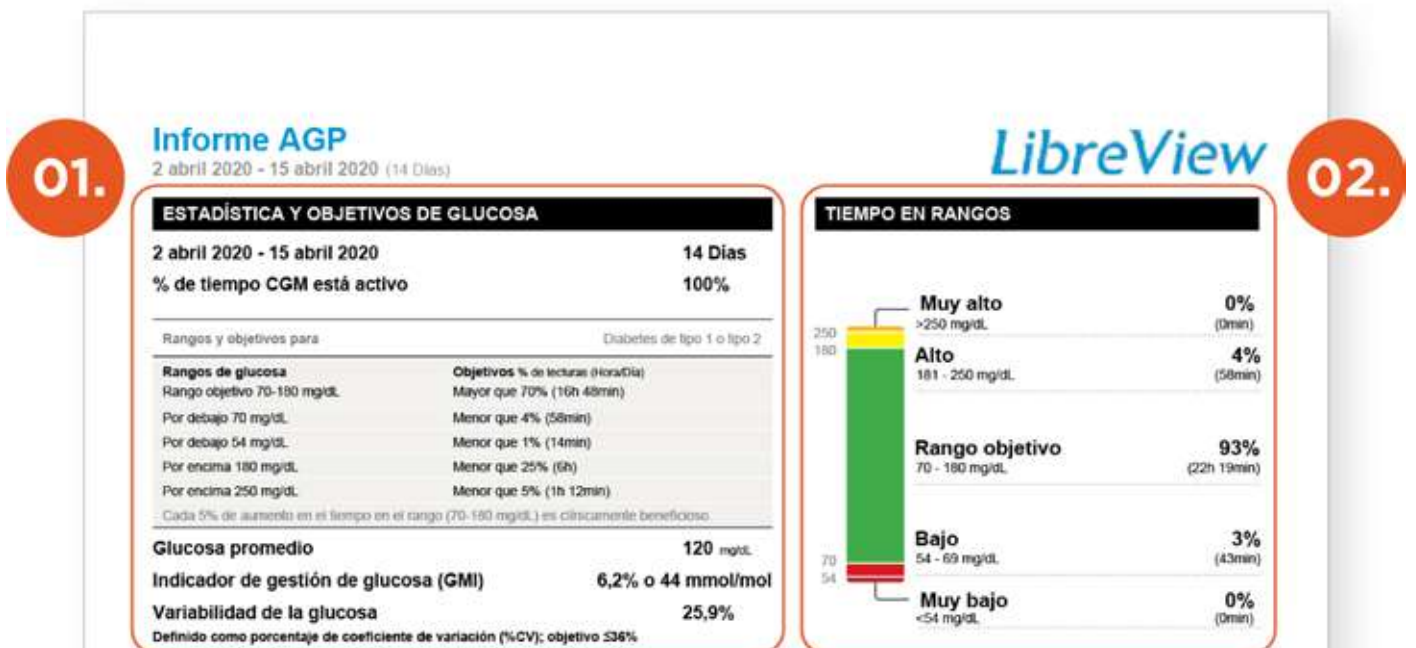 01.
Informe AGP
2 abril 2020 - 15 abril 2020 (14 Días)
LibreView
02.
ESTADÍSTICA Y OBJETIVOS DE GLUCOSA
2 abril 2020 - 15 abril 2020 14 Días
% de tiempo CGM está activo 100%
Rangos y objetivos para Diabetes de tipo 1 o tipo 2
Rangos de glucosa Objetivos % de lecturas (Hora/Día)
Rango objetivo 70-180 mg/dL Mayor que 70% (16h 48min)
Por debajo 70 mg/dL Menor que 4% (58min)
Por debajo 54 mg/dL Menor que 1% (14min)
Por encima 180 mg/dL Menor que 25% (6h)
Por encima 250 mg/dL Menor que 5% (1h 12min)
Cada 5% de aumento en el tiempo en el rango (70-180 mg/dL) es clínicamente beneficioso.
Glucosa promedio 120 mg/dL
Indicador de gestión de glucosa (GMI) 6,2% o 44 mmol/mol
Variabilidad de la glucosa 25,9%
Definido como porcentaje de coeficiente de variación (%CV); objetivo ≤36%
TIEMPO EN RANGOS
250
180
70
54
Muy alto 0%
>250 mg/dL (0min)
Alto 4%
181 - 250 mg/dL (58min)
Rango objetivo 93%
70 - 180 mg/dL (22h 19min)
Bajo 3%
54 - 69 mg/dL (43min)
Muy bajo 0%
<54 mg/dL (0min)